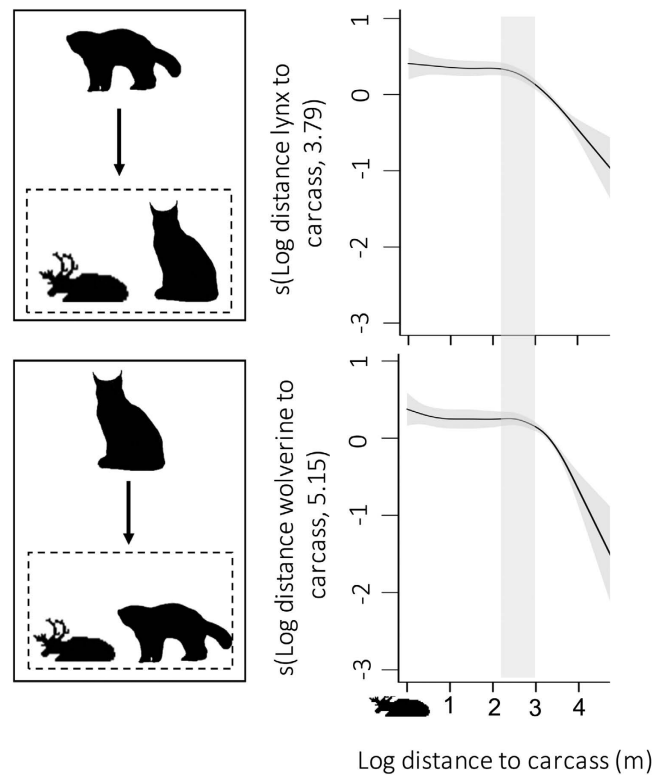 s(Log distance lynx to
carcass, 3.79)
1
0
-1
-2
-3
s(Log distance wolverine to
carcass, 5.15)
1
0
-1
-2
-3
1 2 3 4
Log distance to carcass (m)